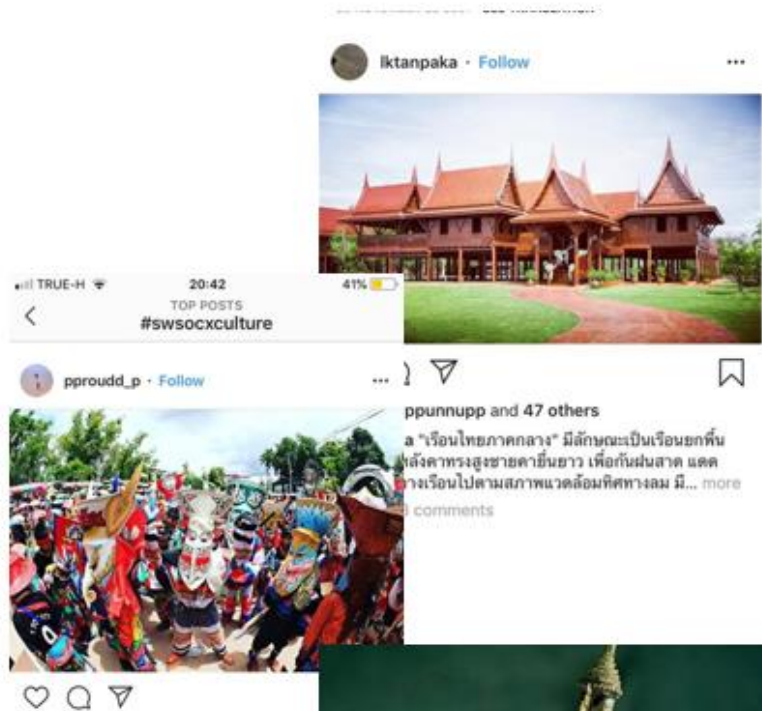 lktanpaka · Follow
TRUE-H 20:42 41%
TOP POSTS
#swsocxculture
pproudd_p · Follow
ppunnupp and 47 others
a "เรือนไทยภาคกลาง" มีลักษณะเป็นเรือนยกพื้น
หลังคาทรงสูงชายคายื่นยาว เพื่อกันฝนสาด แดด
างเรือนไปตามสภาพแวดล้อมทิศทางลม มี... more
comments